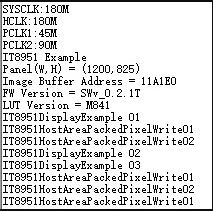 SYSCLK:180M
HCLK:180M
PCLK1:45M
PCLK2:90M
IT8951 Example
Panel(W,H) = (1200,825)
Image Buffer Address = 11A1E0
FW Version = SWv_0.2.1T
LUT Version = M841
IT8951DisplayExample 01
IT8951HostAreaPackedPixelWrite01
IT8951HostAreaPackedPixelWrite02
IT8951DisplayExample 02
IT8951DisplayExample 03
IT8951HostAreaPackedPixelWrite01
IT8951HostAreaPackedPixelWrite02
IT8951HostAreaPackedPixelWrite01